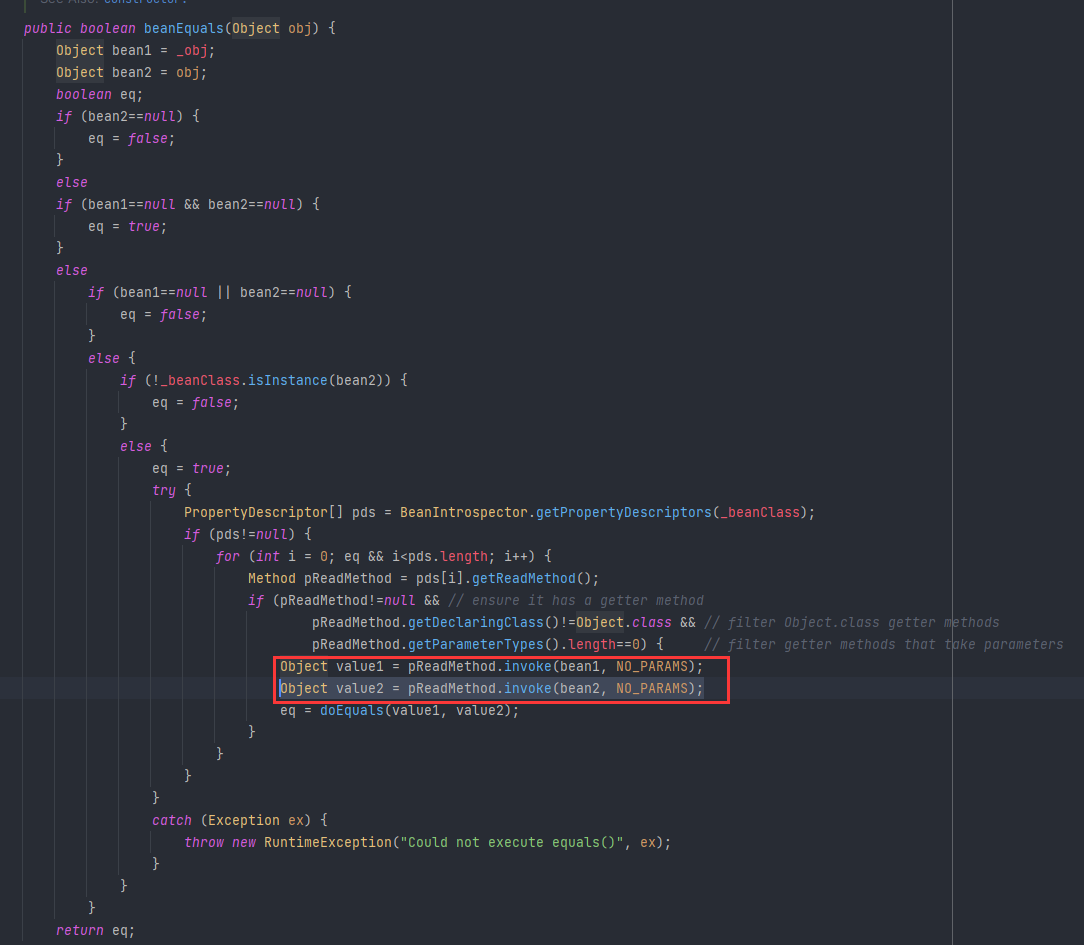 See Also: constructor.
public boolean beanEquals(Object obj) {
    Object bean1 = _obj;
    Object bean2 = obj;
    boolean eq;
    if (bean2==null) {
        eq = false;
    }
    else
    if (bean1==null && bean2==null) {
        eq = true;
    }
    else
        if (bean1==null || bean2==null) {
            eq = false;
        }
        else {
            if (!_beanClass.isInstance(bean2)) {
                eq = false;
            }
            else {
                eq = true;
                try {
                    PropertyDescriptor[] pds = BeanIntrospector.getPropertyDescriptors(_beanClass);
                    if (pds!=null) {
                        for (int i = 0; eq && i<pds.length; i++) {
                            Method pReadMethod = pds[i].getReadMethod();
                            if (pReadMethod!=null && // ensure it has a getter method
                                    pReadMethod.getDeclaringClass()!=Object.class && // filter Object.class getter methods
                                    pReadMethod.getParameterTypes().length==0) {     // filter getter methods that take parameters
                                Object value1 = pReadMethod.invoke(bean1, NO_PARAMS);
                                Object value2 = pReadMethod.invoke(bean2, NO_PARAMS);
                                eq = doEquals(value1, value2);
                            }
                        }
                    }
                }
                catch (Exception ex) {
                    throw new RuntimeException("Could not execute equals()", ex);
                }
            }
        }
    return eq;